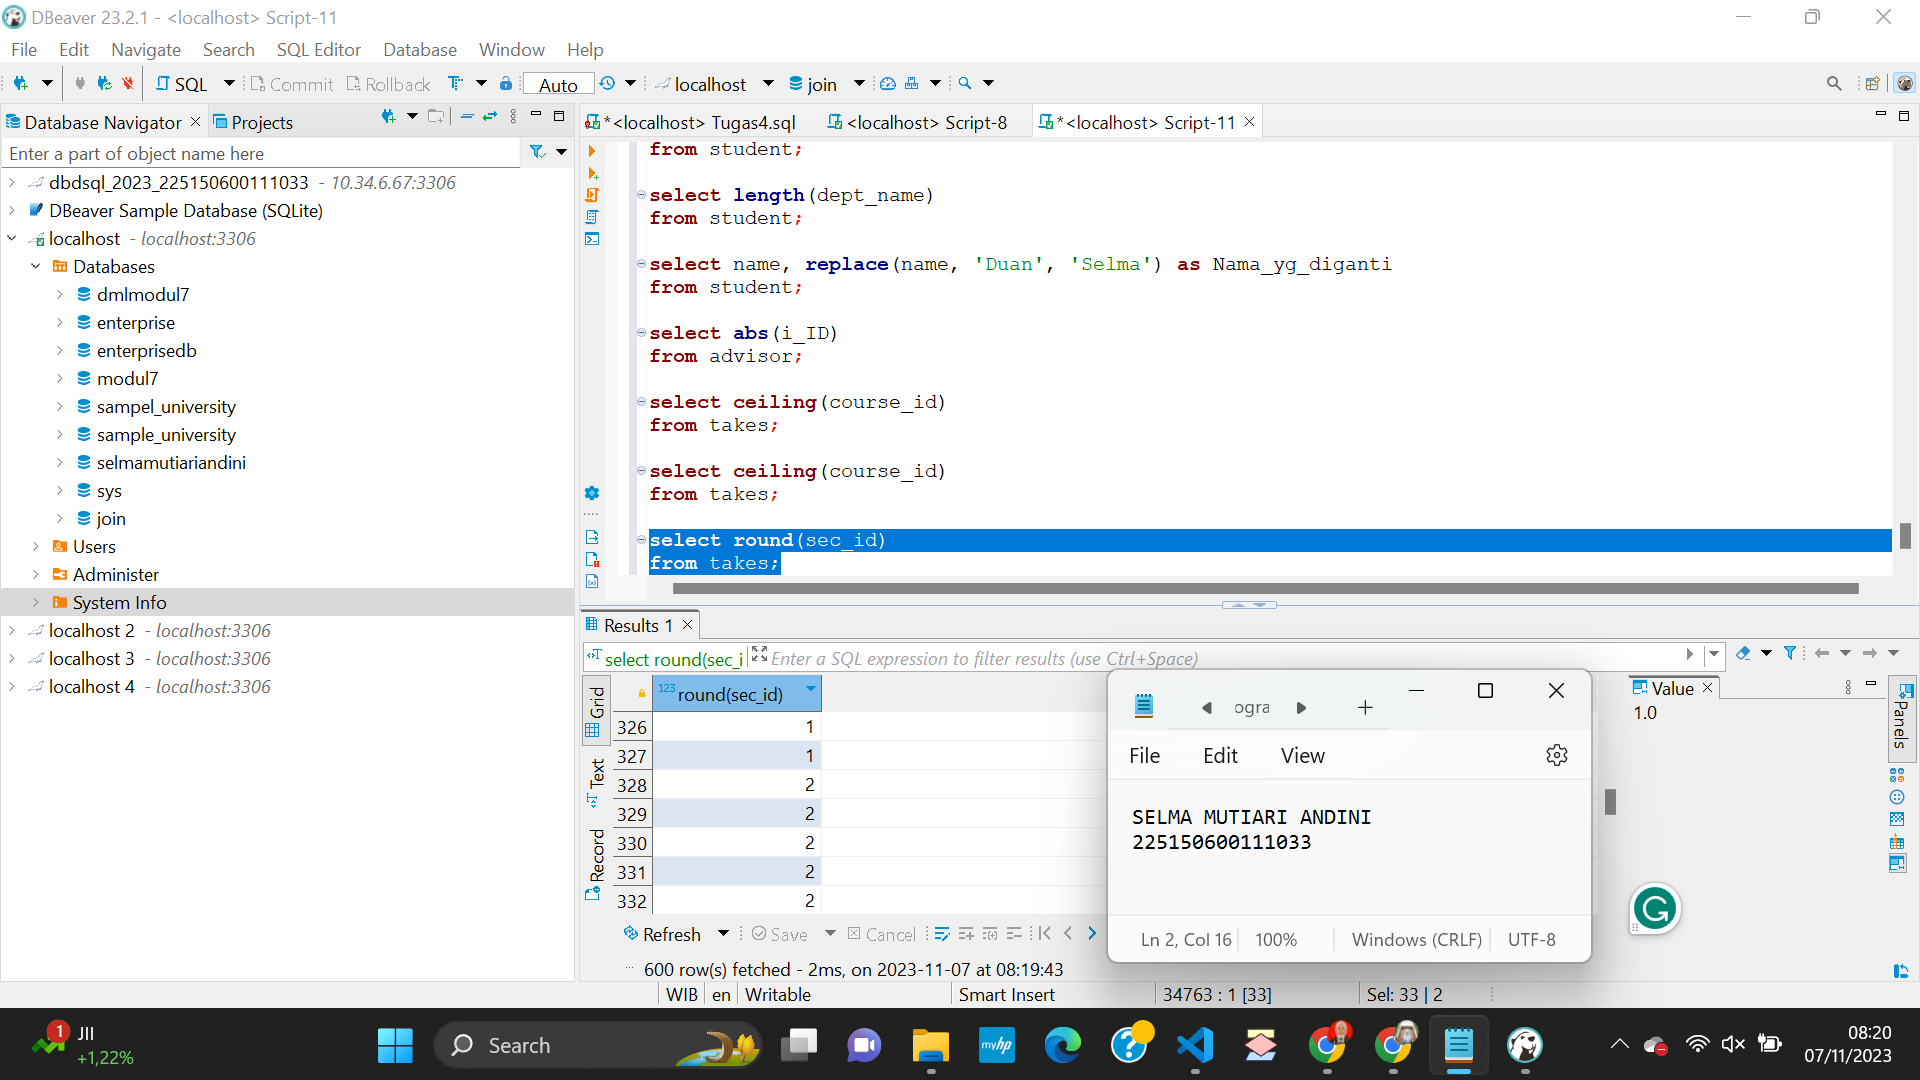 DBeaver 23.2.1 - <localhost> Script-11
File Edit Navigate Search SQL Editor Database Window Help
SQL Commit Rollback Auto localhost join
Database Navigator Projects
*<localhost> Tugas4.sql <localhost> Script-8 *<localhost> Script-11
Enter a part of object name here
dbdsql_2023_225150600111033 - 10.34.6.67:3306
DBeaver Sample Database (SQLite)
localhost - localhost:3306
Databases
dmlmodul7
enterprise
enterprisedb
modul7
sampel_university
sample_university
selmamutiariandini
sys
join
Users
Administer
System Info
localhost 2 - localhost:3306
localhost 3 - localhost:3306
localhost 4 - localhost:3306
from student;
select length(dept_name)
from student;
select name, replace(name, 'Duan', 'Selma') as Nama_yg_diganti
from student;
select abs(i_ID)
from advisor;
select ceiling(course_id)
from takes;
select ceiling(course_id)
from takes;
select round(sec_id)
from takes;
Results 1
select round(sec_i Enter a SQL expression to filter results (use Ctrl+Space)
Grid
Text
Record
123 round(sec_id)
326 1
327 1
328 2
329 2
330 2
331 2
332 2
Value
1.0
Panels
Refresh Save Cancel
600 row(s) fetched - 2ms, on 2023-11-07 at 08:19:43
ogra
File Edit View
SELMA MUTIARI ANDINI
225150600111033
Ln 2, Col 16 100% Windows (CRLF) UTF-8
WIB en Writable Smart Insert 34763 : 1 [33] Sel: 33 | 2
1
JII
+1,22%
Search
myhp
08:20
07/11/2023